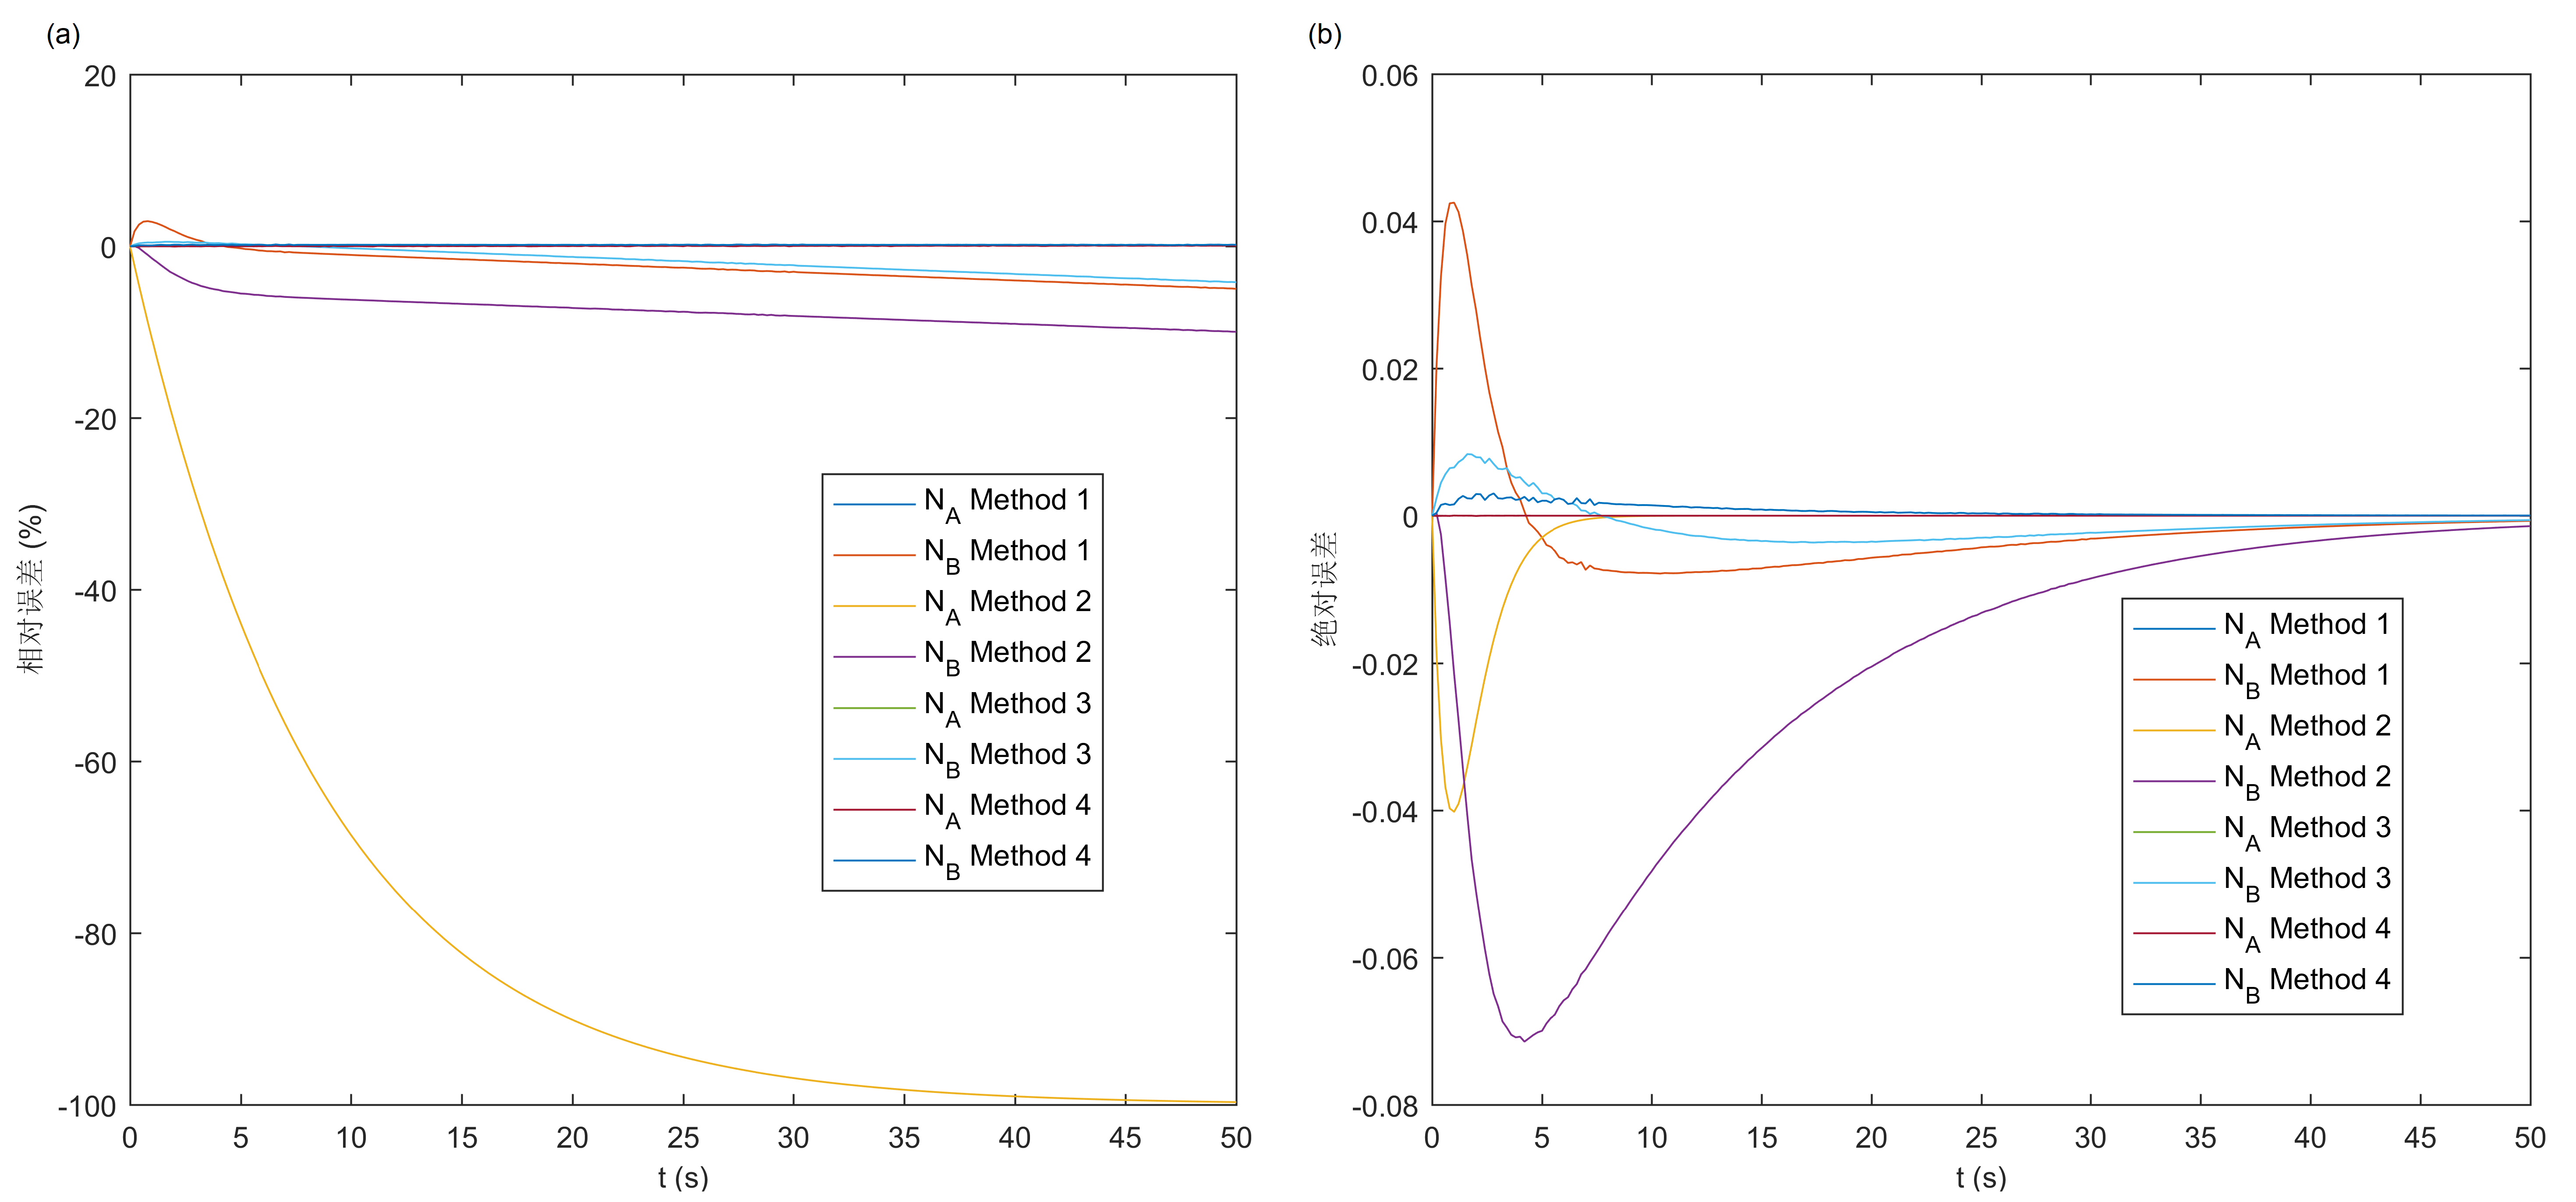 (a)
20
0
-20
-40
-60
-80
-100
相对误差 (%)
0 5 10 15 20 25 30 35 40 45 50
t (s)
N_A Method 1
N_B Method 1
N_A Method 2
N_B Method 2
N_A Method 3
N_B Method 3
N_A Method 4
N_B Method 4
(b)
0.06
0.04
0.02
0
-0.02
-0.04
-0.06
-0.08
绝对误差
0 5 10 15 20 25 30 35 40 45 50
t (s)
N_A Method 1
N_B Method 1
N_A Method 2
N_B Method 2
N_A Method 3
N_B Method 3
N_A Method 4
N_B Method 4